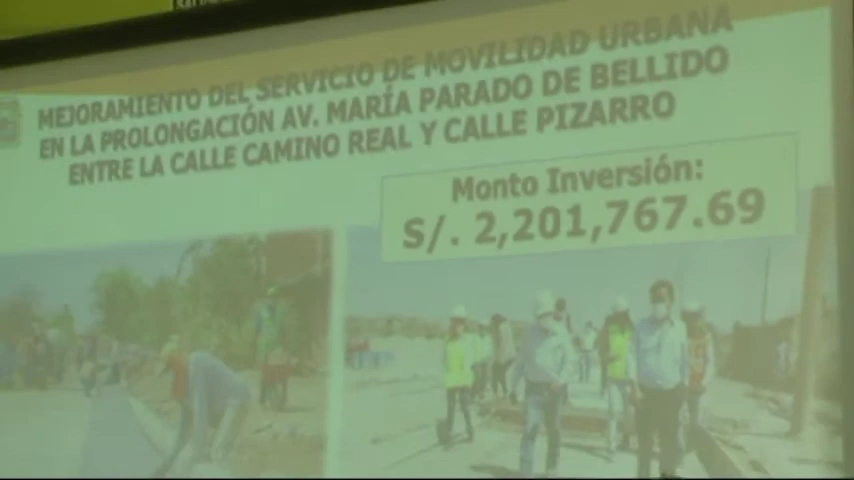 MEJORAMIENTO DEL SERVICIO DE MOVILIDAD URBANA
EN LA PROLONGACIÓN AV. MARÍA PARADO DE BELLIDO
ENTRE LA CALLE CAMINO REAL Y CALLE PIZARRO
Monto Inversión:
S/. 2,201,767.69